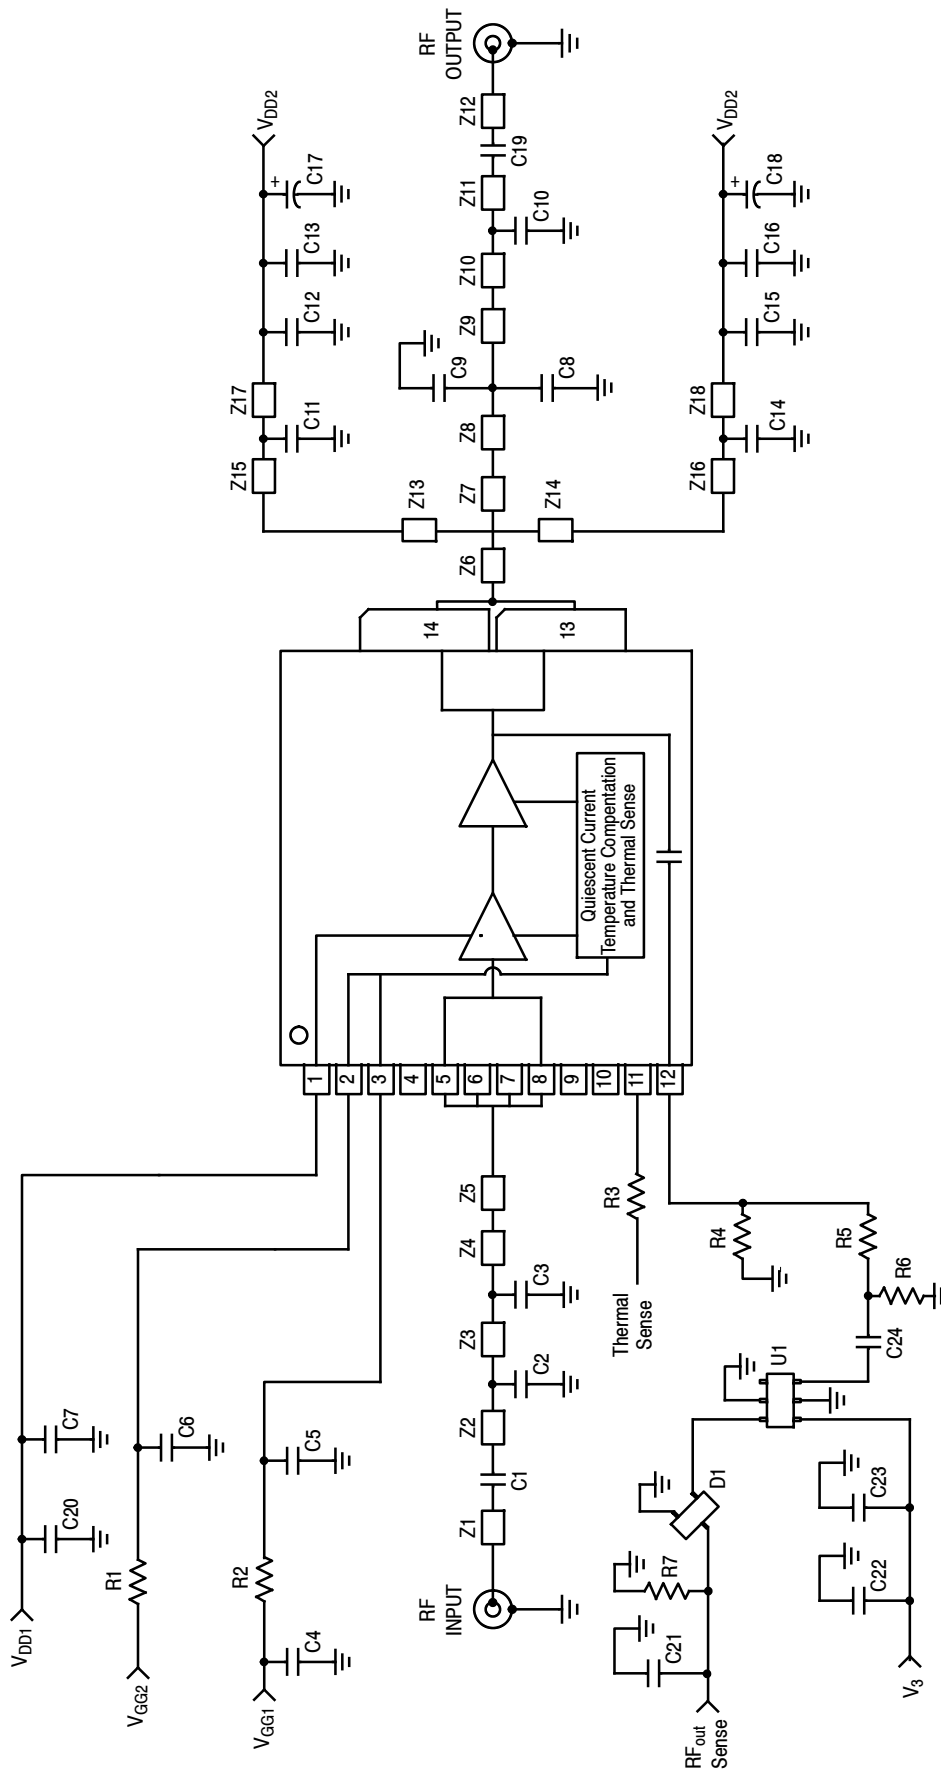 VDD1
C20
C7
VGG2
R1
C6
VGG1
C4
R2
C5
RF
INPUT
Z1
C1
Z2
C2
Z3
C3
Z4
Z5
Thermal
Sense
R3
RFout
Sense
C21
R7
D1
V3
C22
C23
U1
C24
R6
R5
R4
1
2
3
4
5
6
7
8
9
10
11
12
Quiescent Current
Temperature Compentation
and Thermal Sense
14
13
Z6
Z13
Z14
Z7
Z8
C9
C8
Z9
Z10
C10
Z11
C19
Z12
RF
OUTPUT
Z15
C11
Z17
C12
C13
+
C17
VDD2
Z16
C14
Z18
C15
C16
+
C18
VDD2